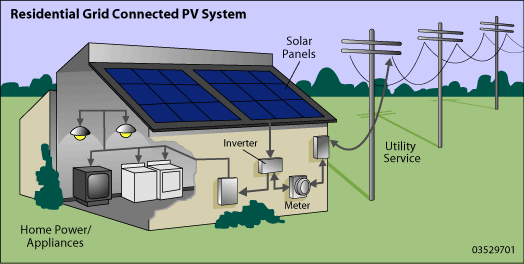 Residential Grid Connected PV System
Solar
Panels
Inverter
Utility
Service
Meter
Home Power/
Appliances
03529701